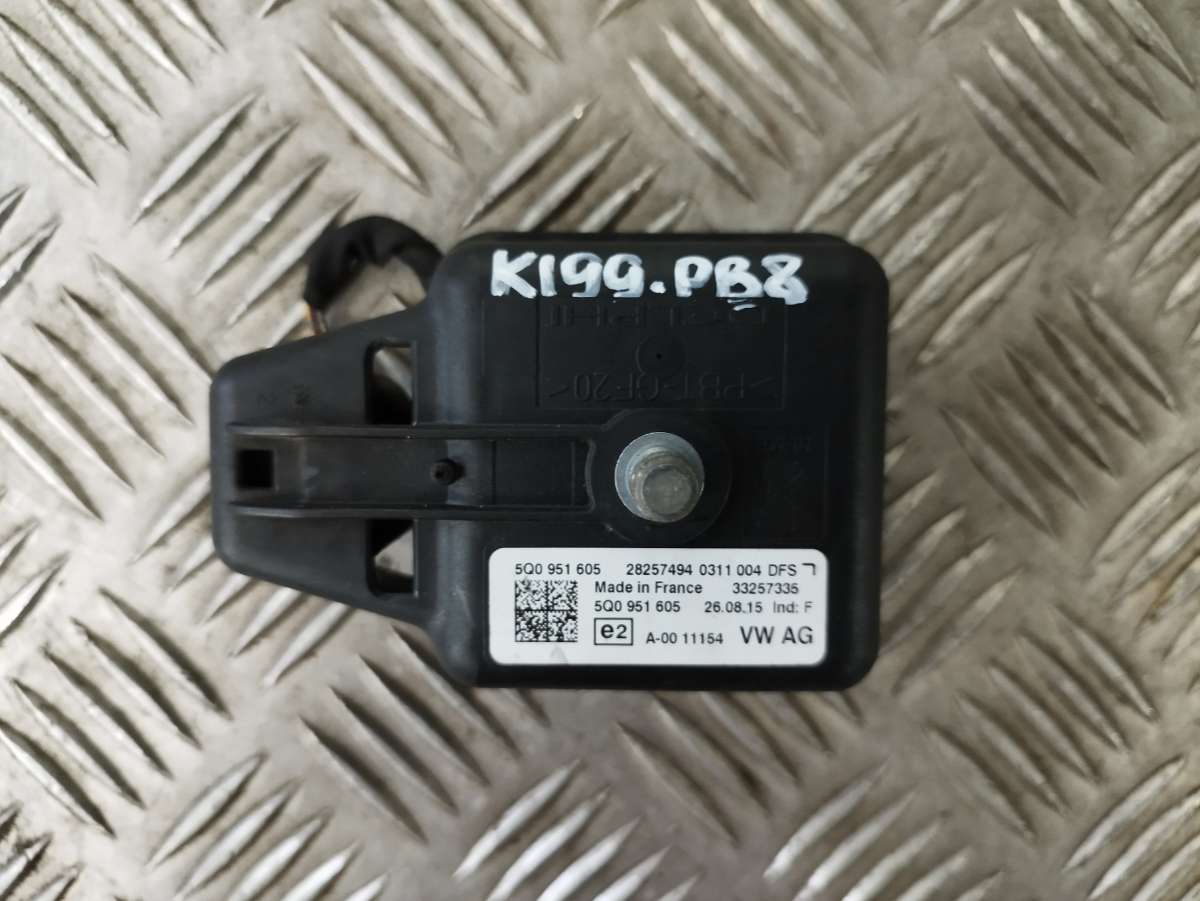 K199.PB8
DELPHI
>PBT-GF20<
5Q0 951 605 28257494 0311 004 DFS
Made in France 33257335
5Q0 951 605 26.08.15 Ind: F
e2 A-00 11154 VW AG